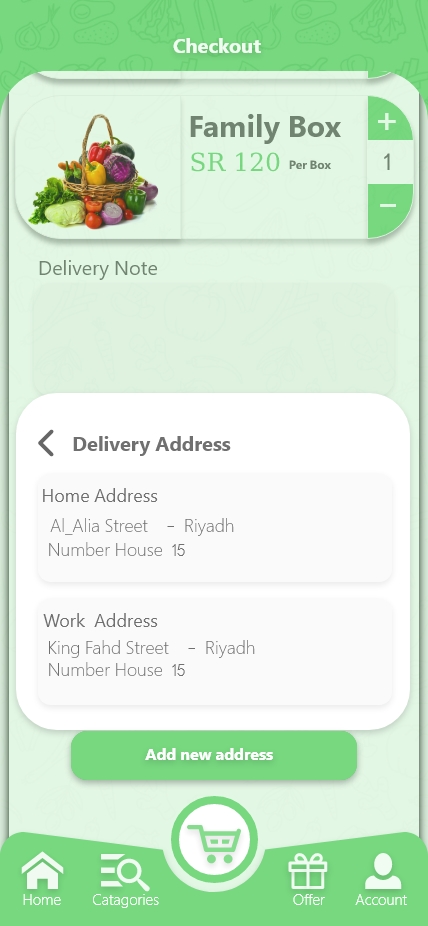 Checkout
Family Box
SR 120 Per Box
+
1
−
Delivery Note
Delivery Address
Home Address
Al_Alia Street - Riyadh
Number House 15
Work Address
King Fahd Street - Riyadh
Number House 15
Add new address
Home
Catagories
Offer
Account